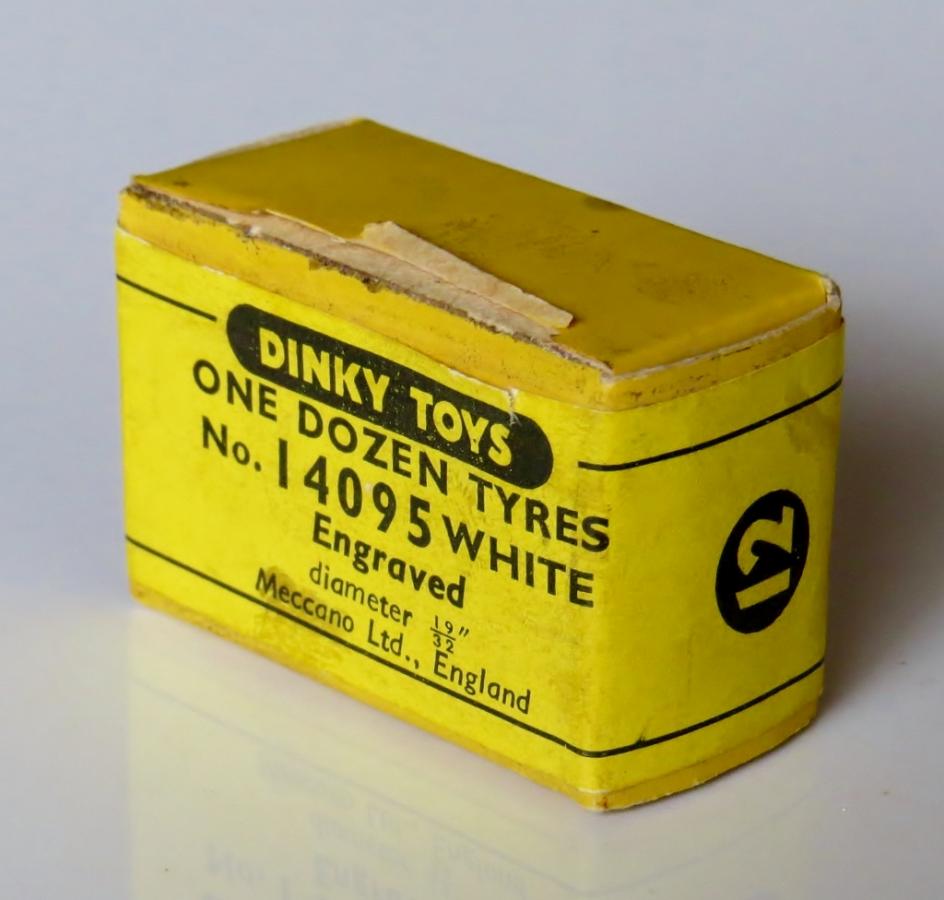 DINKY TOYS
ONE DOZEN TYRES
No. 14095 WHITE
Engraved
diameter 19/32"
Meccano Ltd., England
12